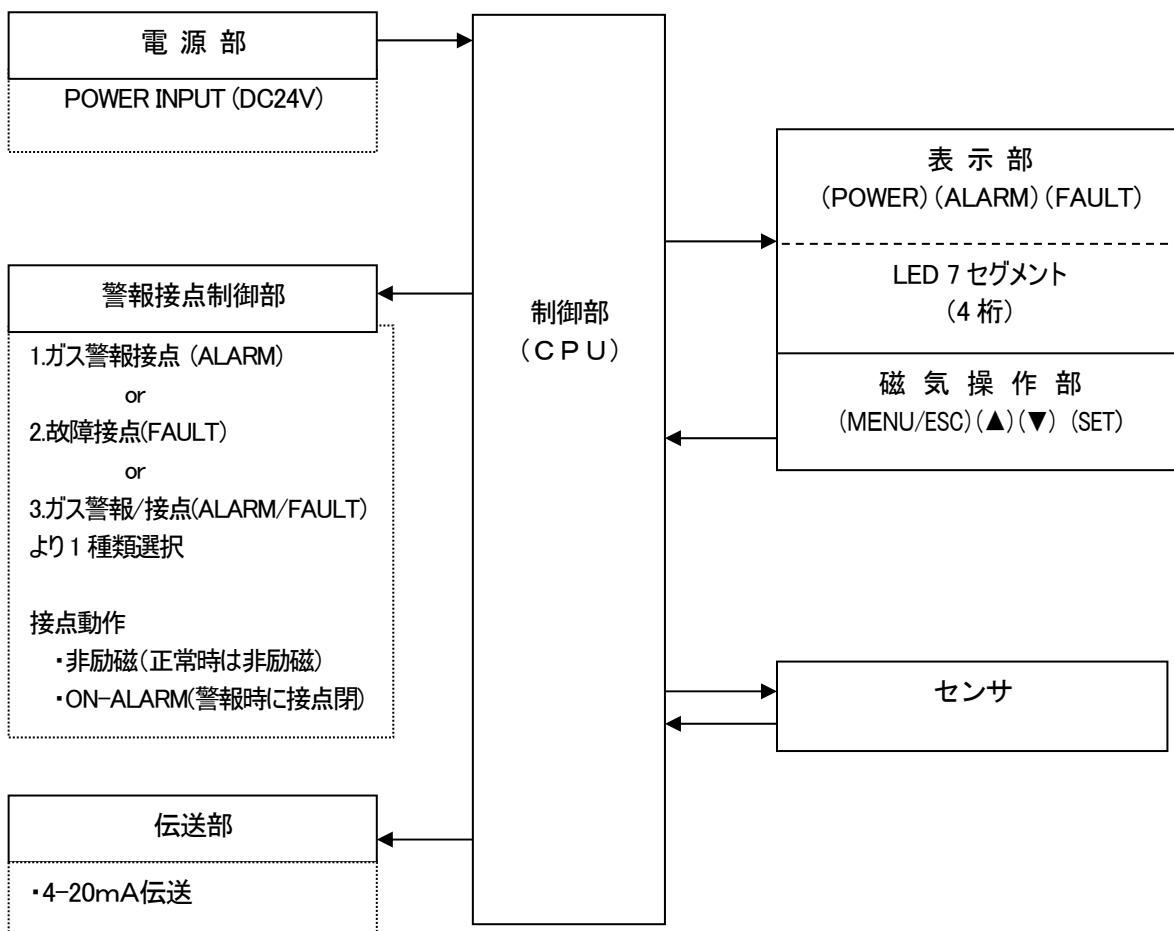 電 源 部
POWER INPUT (DC24V)
警報接点制御部
1.ガス警報接点 (ALARM)
or
2.故障接点(FAULT)
or
3.ガス警報/接点(ALARM/FAULT)
より 1 種類選択
接点動作
・非励磁(正常時は非励磁)
・ON-ALARM(警報時に接点閉)
伝送部
・4-20mA伝送
制御部
(CPU)
表 示 部
(POWER) (ALARM) (FAULT)
LED 7 セグメント
(4 桁)
磁 気 操 作 部
(MENU/ESC) (▲) (▼) (SET)
センサ